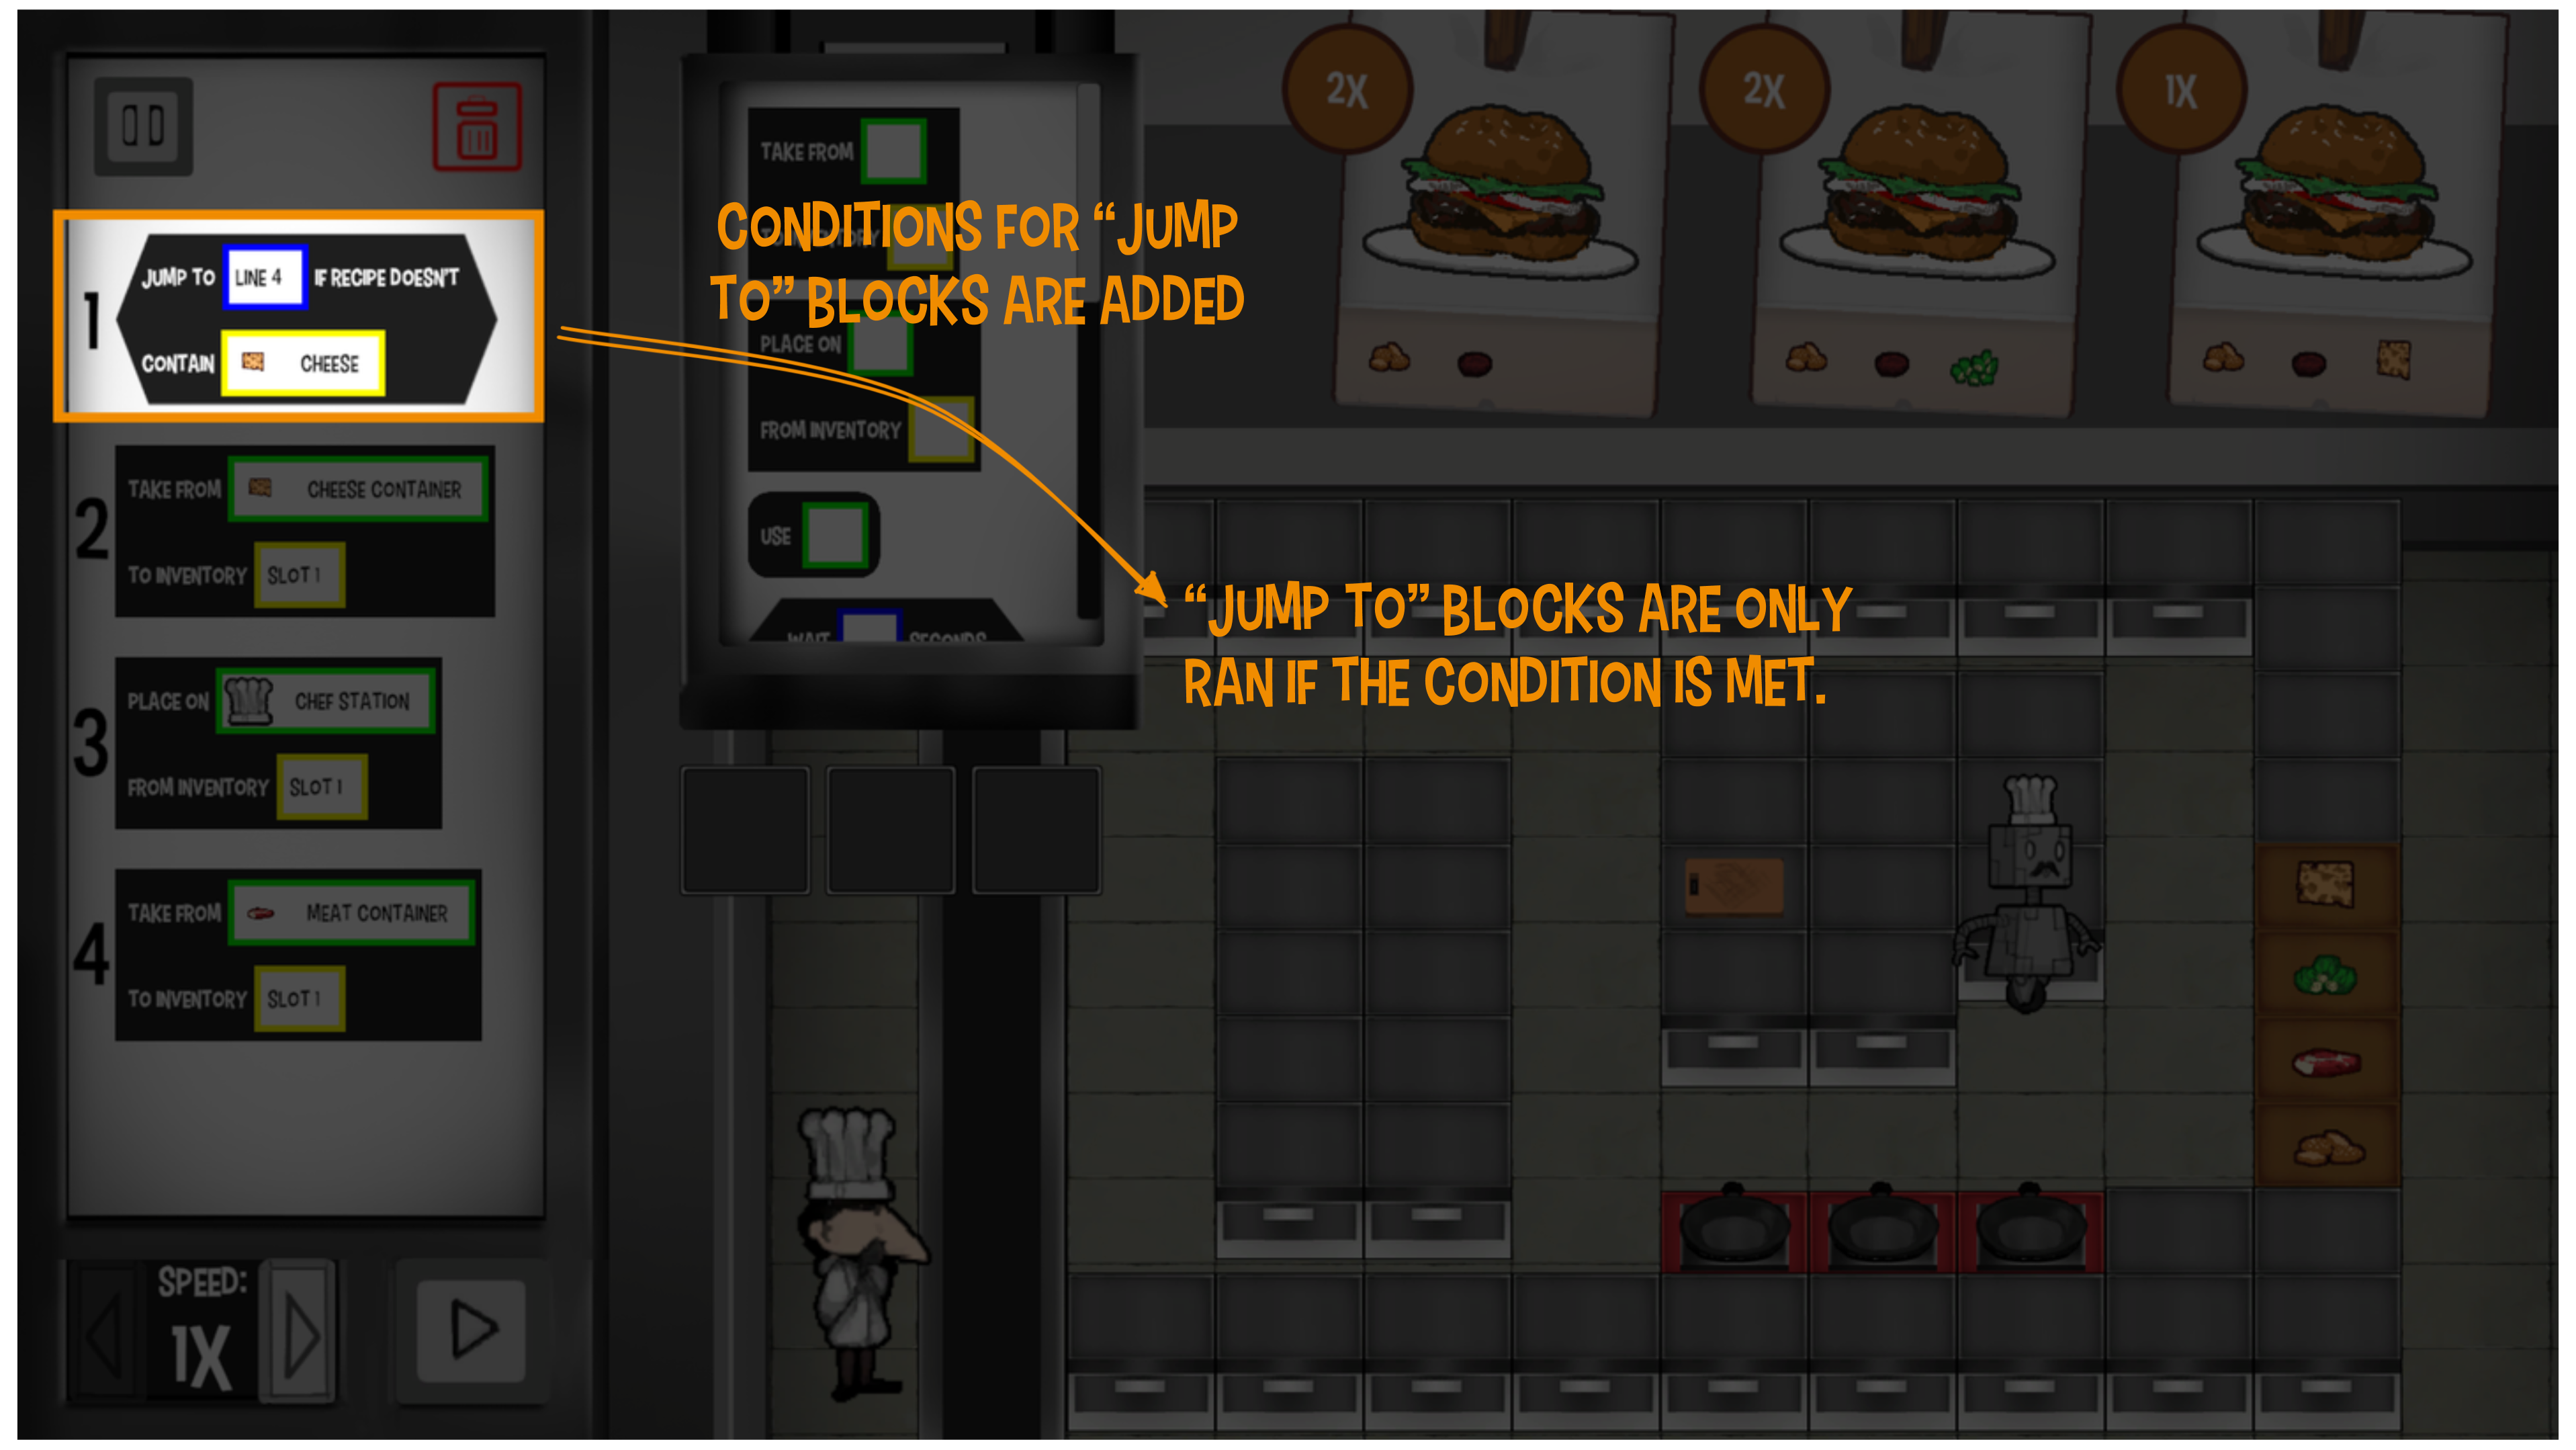 1
JUMP TO LINE 4 IF RECIPE DOESN'T
CONTAIN CHEESE
2
TAKE FROM CHEESE CONTAINER
TO INVENTORY SLOT 1
3
PLACE ON CHEF STATION
FROM INVENTORY SLOT 1
4
TAKE FROM MEAT CONTAINER
TO INVENTORY SLOT 1
SPEED:
1X
TAKE FROM
TO INVENTORY
PLACE ON
FROM INVENTORY
USE
WAIT SECONDS
CONDITIONS FOR “JUMP
TO” BLOCKS ARE ADDED
“JUMP TO” BLOCKS ARE ONLY
RAN IF THE CONDITION IS MET.
2X
2X
1X